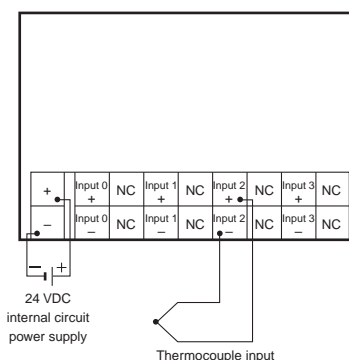 + Input 0 + NC Input 1 + NC Input 2 + NC Input 3 + NC
– Input 0 – NC Input 1 – NC Input 2 – NC Input 3 – NC
– +
24 VDC
internal circuit
power supply
Thermocouple input